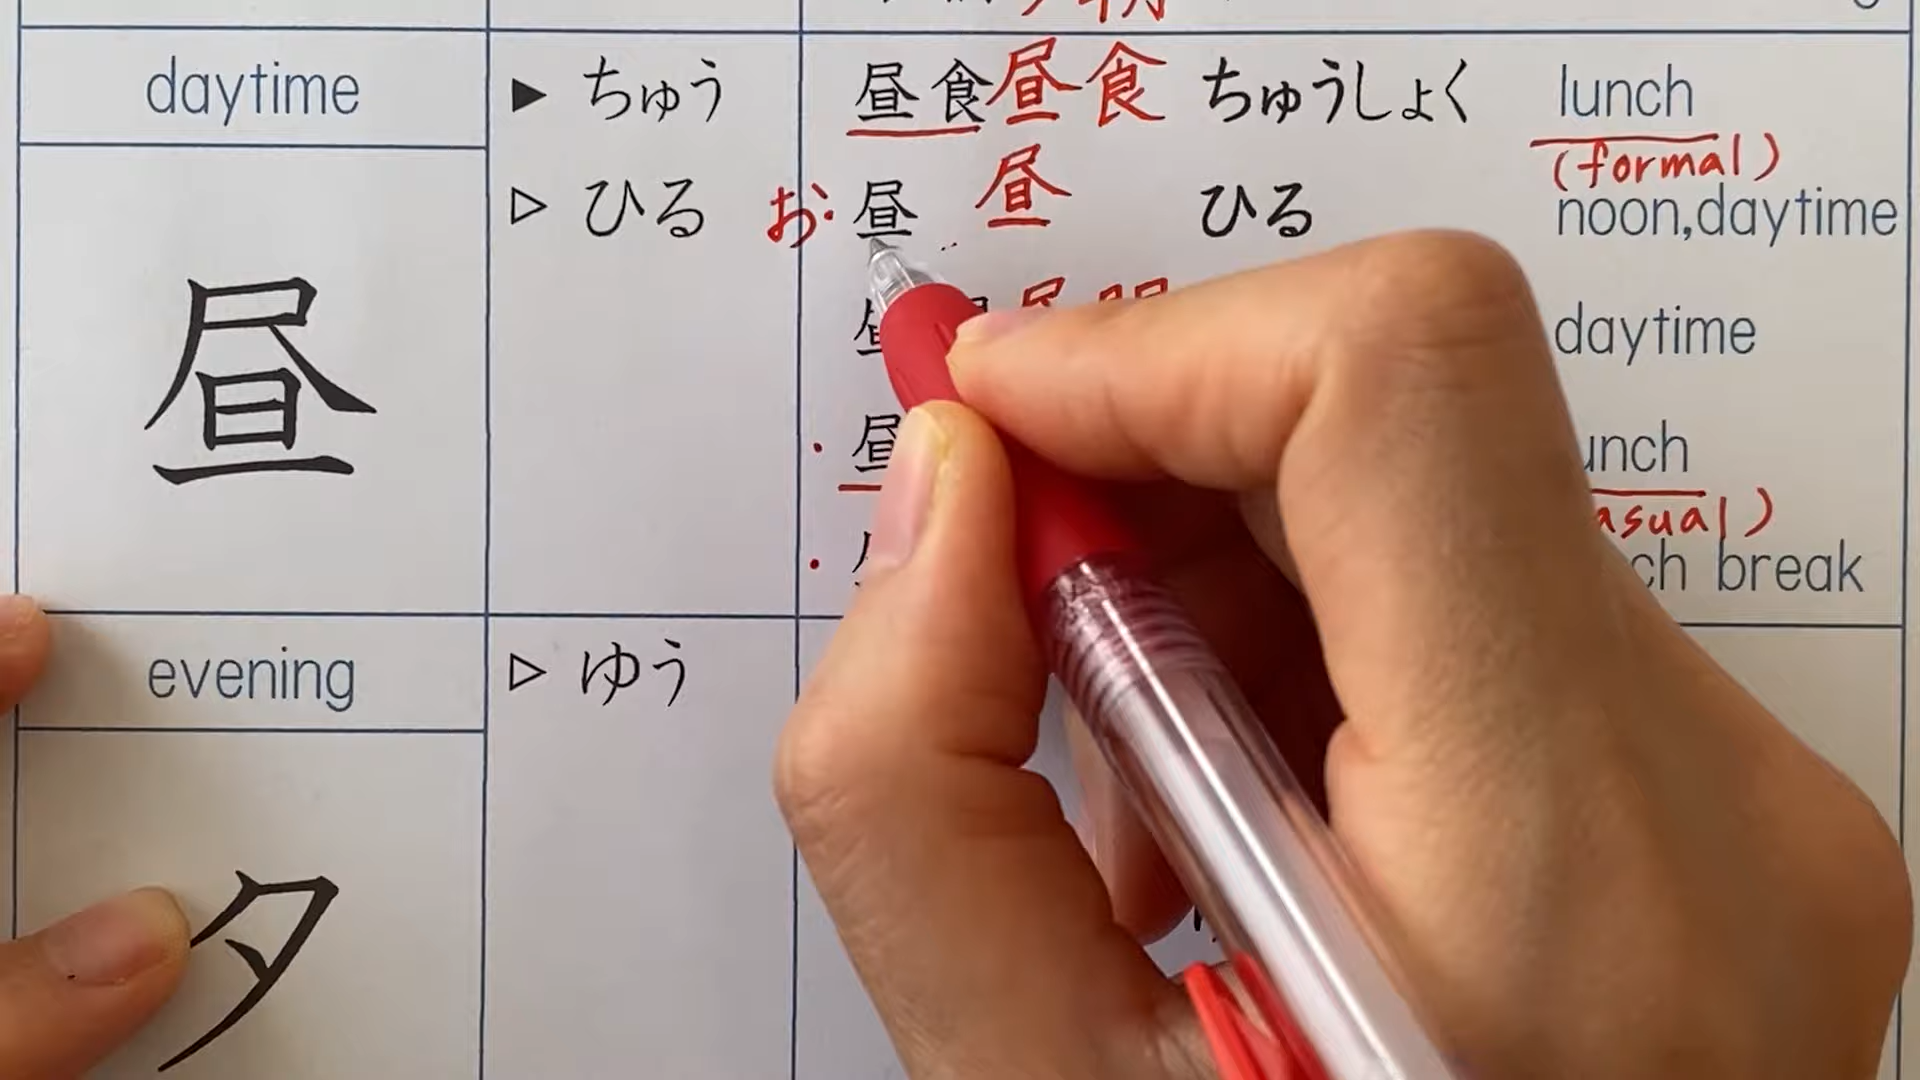 daytime ▶ ちゅう 昼食 昼食 ちゅうしょく lunch
(formal)
▷ ひる お 昼 昼 ひる noon,daytime
昼
daytime
昼 unch
asual)
ch break
evening ▷ ゆう
夕